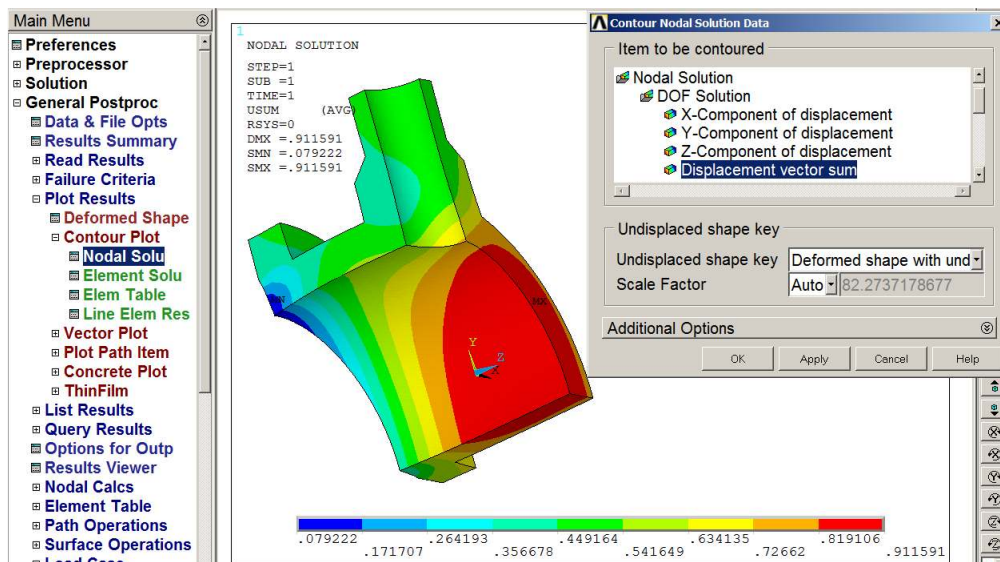 Main Menu
Preferences
Preprocessor
Solution
General Postproc
Data & File Opts
Results Summary
Read Results
Failure Criteria
Plot Results
Deformed Shape
Contour Plot
Nodal Solu
Element Solu
Elem Table
Line Elem Res
Vector Plot
Plot Path Item
Concrete Plot
ThinFilm
List Results
Query Results
Options for Outp
Results Viewer
Nodal Calcs
Element Table
Path Operations
Surface Operations
Load Case
1
NODAL SOLUTION
STEP=1
SUB =1
TIME=1
USUM (AVG)
RSYS=0
DMX =.911591
SMN =.079222
SMX =.911591
MN
MX
Y
Z
X
.079222 .264193 .449164 .634135 .819106
.171707 .356678 .541649 .72662 .911591
Contour Nodal Solution Data
Item to be contoured
Nodal Solution
DOF Solution
X-Component of displacement
Y-Component of displacement
Z-Component of displacement
Displacement vector sum
Undisplaced shape key
Undisplaced shape key Deformed shape with und
Scale Factor Auto 82.2737178677
Additional Options
OK Apply Cancel Help